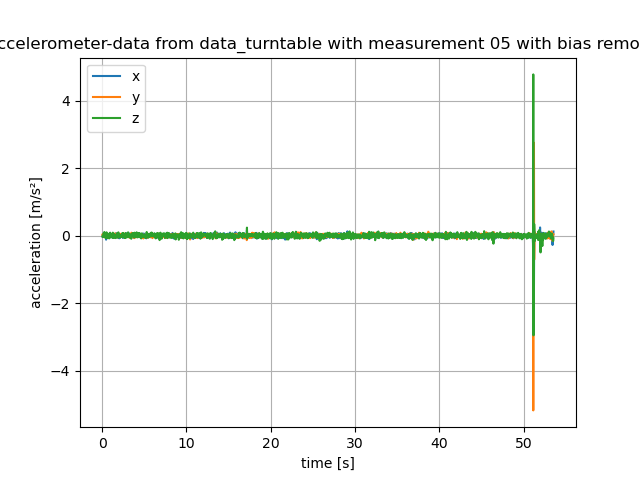 ccelerometer-data from data_turntable with measurement 05 with bias remo
x
y
z
4
2
0
−2
−4
acceleration [m/s²]
0
10
20
30
40
50
time [s]